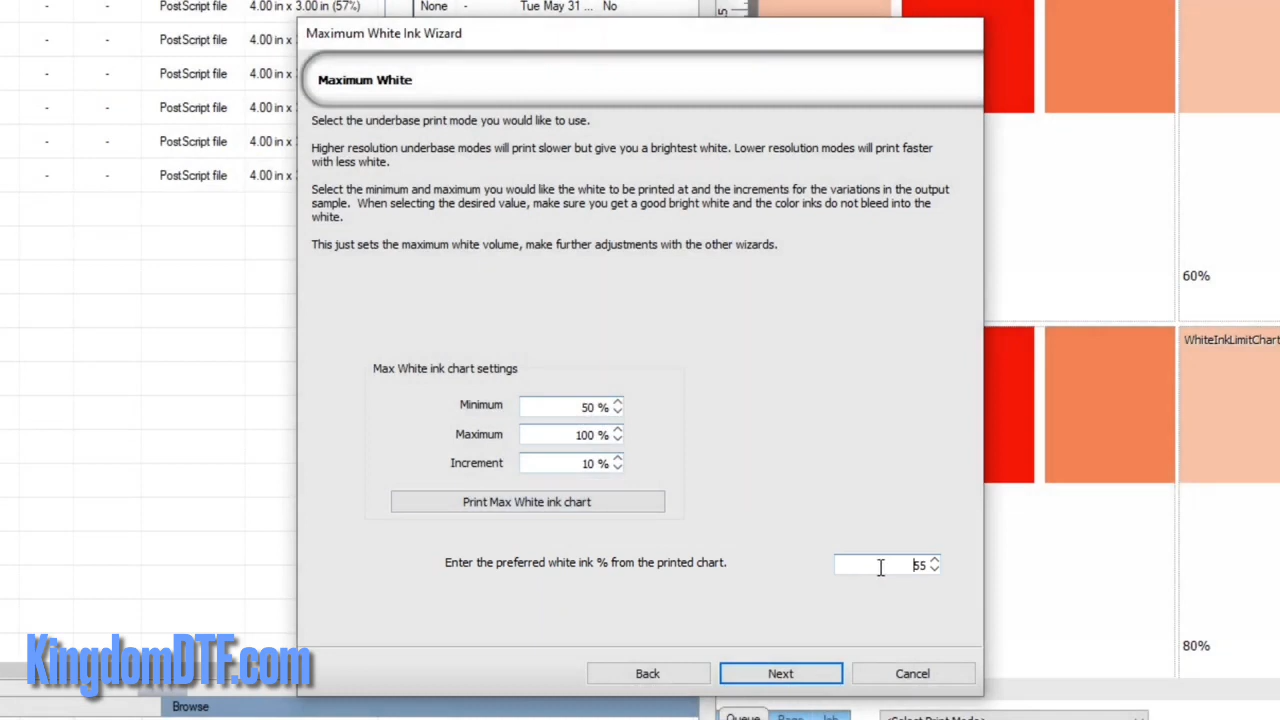 PostScript file 4.00 in x 3.00 in (57%) None - Tue May 31 ... No
- - PostScript file 4.00 in x
- - PostScript file 4.00 in x
- - PostScript file 4.00 in x
- - PostScript file 4.00 in x
- - PostScript file 4.00 in x
Maximum White Ink Wizard
Maximum White
Select the underbase print mode you would like to use.
Higher resolution underbase modes will print slower but give you a brightest white. Lower resolution modes will print faster
with less white.
Select the minimum and maximum you would like the white to be printed at and the increments for the variations in the output
sample. When selecting the desired value, make sure you get a good bright white and the color inks do not bleed into the
white.
This just sets the maximum white volume, make further adjustments with the other wizards.
60%
WhiteInkLimitChart
Max White ink chart settings
Minimum 50 %
Maximum 100 %
Increment 10 %
Print Max White ink chart
Enter the preferred white ink % from the printed chart. 55
80%
KingdomDTF.com
Back Next Cancel
Browse
Queue Page Job <Select Print Mode>